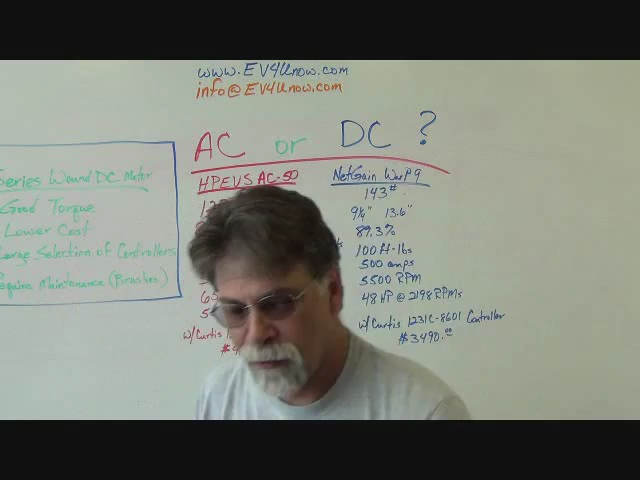 www.EV4Unow.com
info@EV4Unow.com
AC or DC ?
Series Wound DC Motor
Good Torque
Lower Cost
Large Selection of Controllers
Require Maintenance (Brushes)
HPEVS AC-50
w/Curtis
NetGain WarP 9
143#
9¼" 13.6"
89.3%
100 ft-lbs
500 amps
5500 RPM
48 HP @ 2198 RPMs
w/Curtis 1231C-8601 Controller
$3490.00